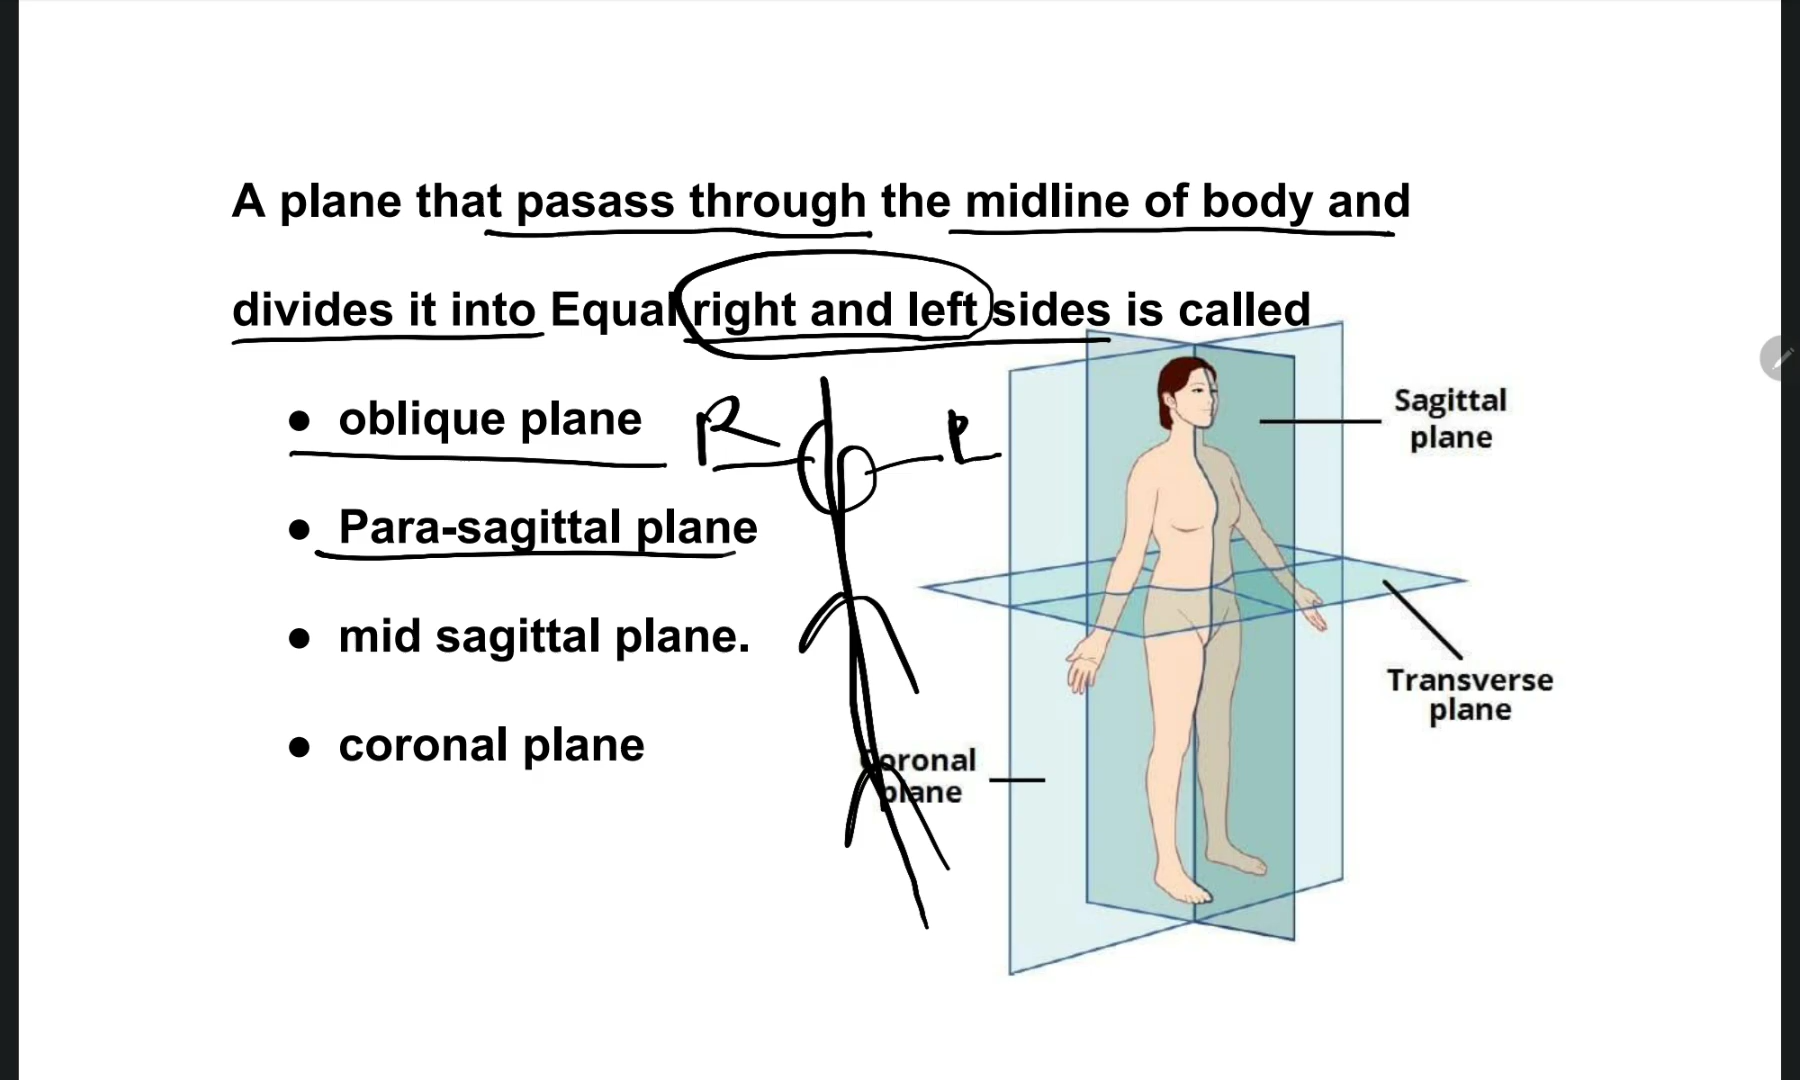 A plane that pasass through the midline of body and
divides it into Equal right and left sides is called
• oblique plane
• Para-sagittal plane
• mid sagittal plane.
• coronal plane
R
L
Sagittal
plane
Transverse
plane
Coronal
plane